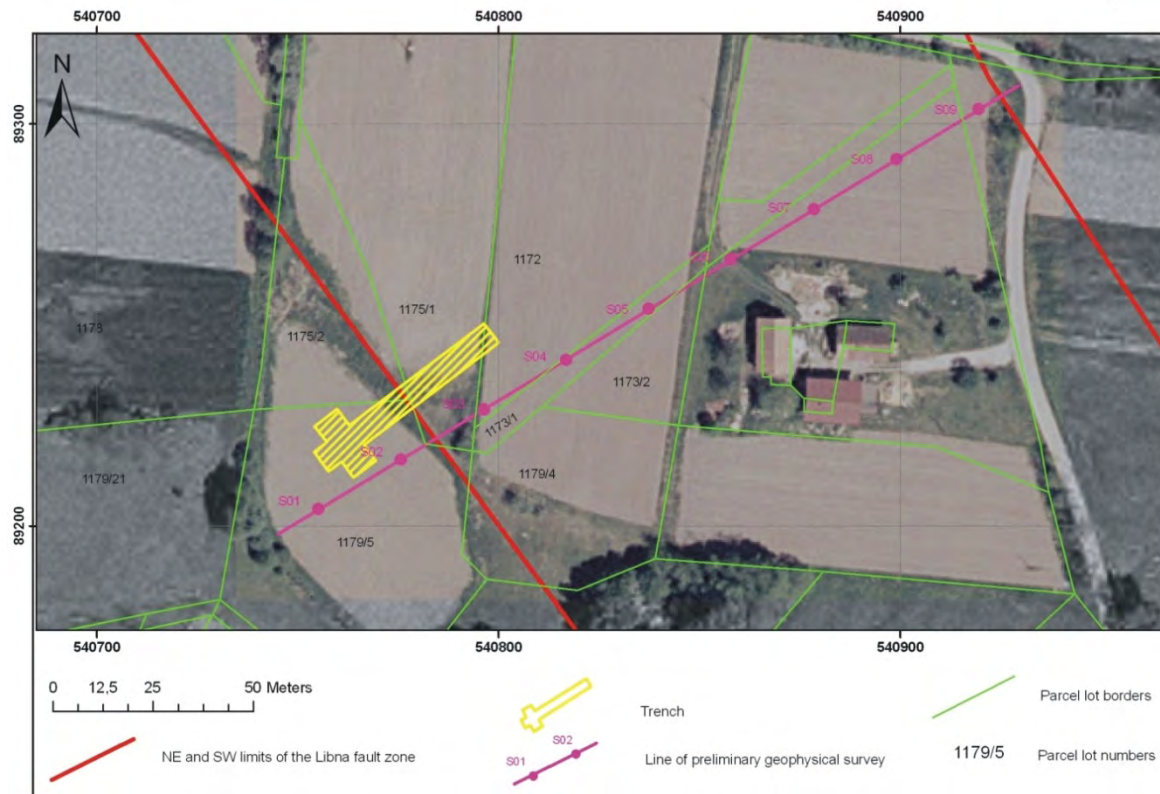 540700 540800 540900
N
89300
S09
S08
S07
1172
S05
1178
1175/1
1175/2
S04
1173/2
S03
1173/1
S02
1179/21
1179/4
S01
89200
1179/5
540700 540800 540900
0 12,5 25 50 Meters
Trench
Parcel lot borders
NE and SW limits of the Libna fault zone
S01 S02
Line of preliminary geophysical survey
1179/5 Parcel lot numbers